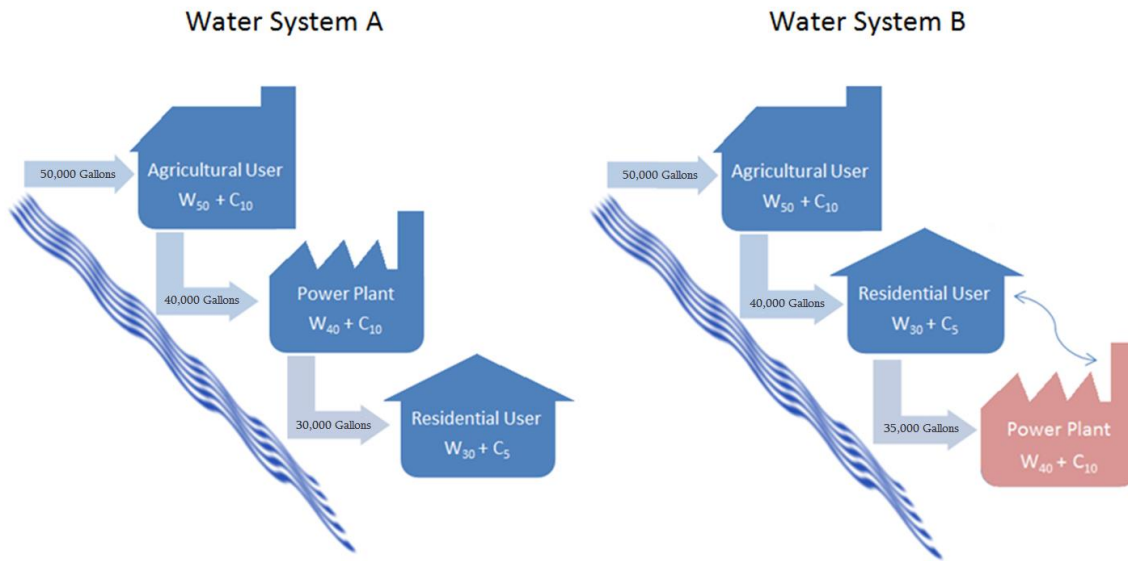 Water System A
50,000 Gallons
Agricultural User
W₅₀ + C₁₀
40,000 Gallons
Power Plant
W₄₀ + C₁₀
30,000 Gallons
Residential User
W₃₀ + C₅
Water System B
50,000 Gallons
Agricultural User
W₅₀ + C₁₀
40,000 Gallons
Residential User
W₃₀ + C₅
35,000 Gallons
Power Plant
W₄₀ + C₁₀